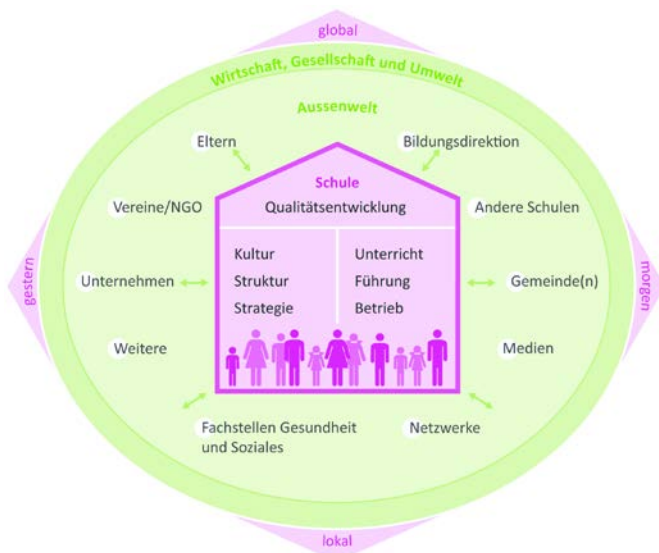 global
Wirtschaft, Gesellschaft und Umwelt
Aussenwelt
Eltern
Bildungsdirektion
Schule
Qualitätsentwicklung
Vereine/NGO
Andere Schulen
Kultur
Unterricht
gestern
Unternehmen
Struktur
Führung
Gemeinde(n)
morgen
Strategie
Betrieb
Weitere
Medien
Fachstellen Gesundheit
und Soziales
Netzwerke
lokal